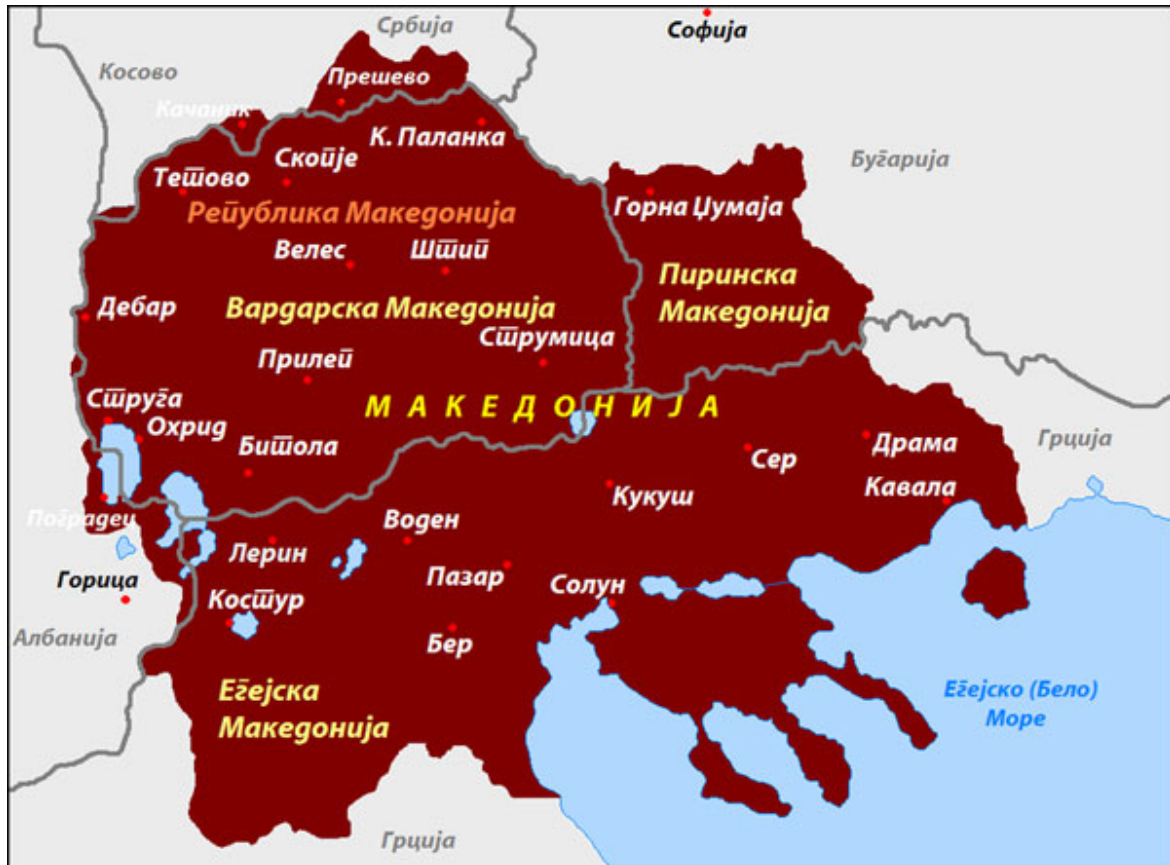 Србија
Софија
Косово
Прешево
Качаник
К. Паланка
Скопје
Тетово
Бугарија
Република Македонија
Горна Џумаја
Велес
Штип
Пиринска
Македонија
Дебар
Вардарска Македонија
Струмица
Прилеп
МАКЕДОНИЈА
Струга
Охрид
Битола
Сер
Драма
Грција
Кукуш
Кавала
Поградец
Воден
Лерин
Пазар
Солун
Горица
Костур
Албанија
Бер
Егејска
Македонија
Егејско (Бело)
Море
Грција